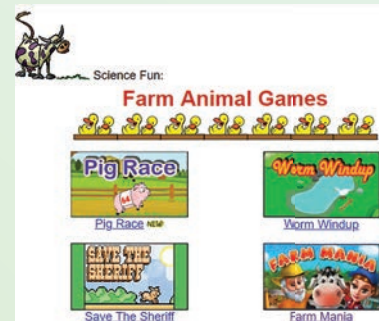 Science Fun:
Farm Animal Games
Pig Race
Worm Windup
Pig Race NEW!
Worm Windup
SAVE THE SHERIFF
FARM MANIA
Save The Sheriff
Farm Mania